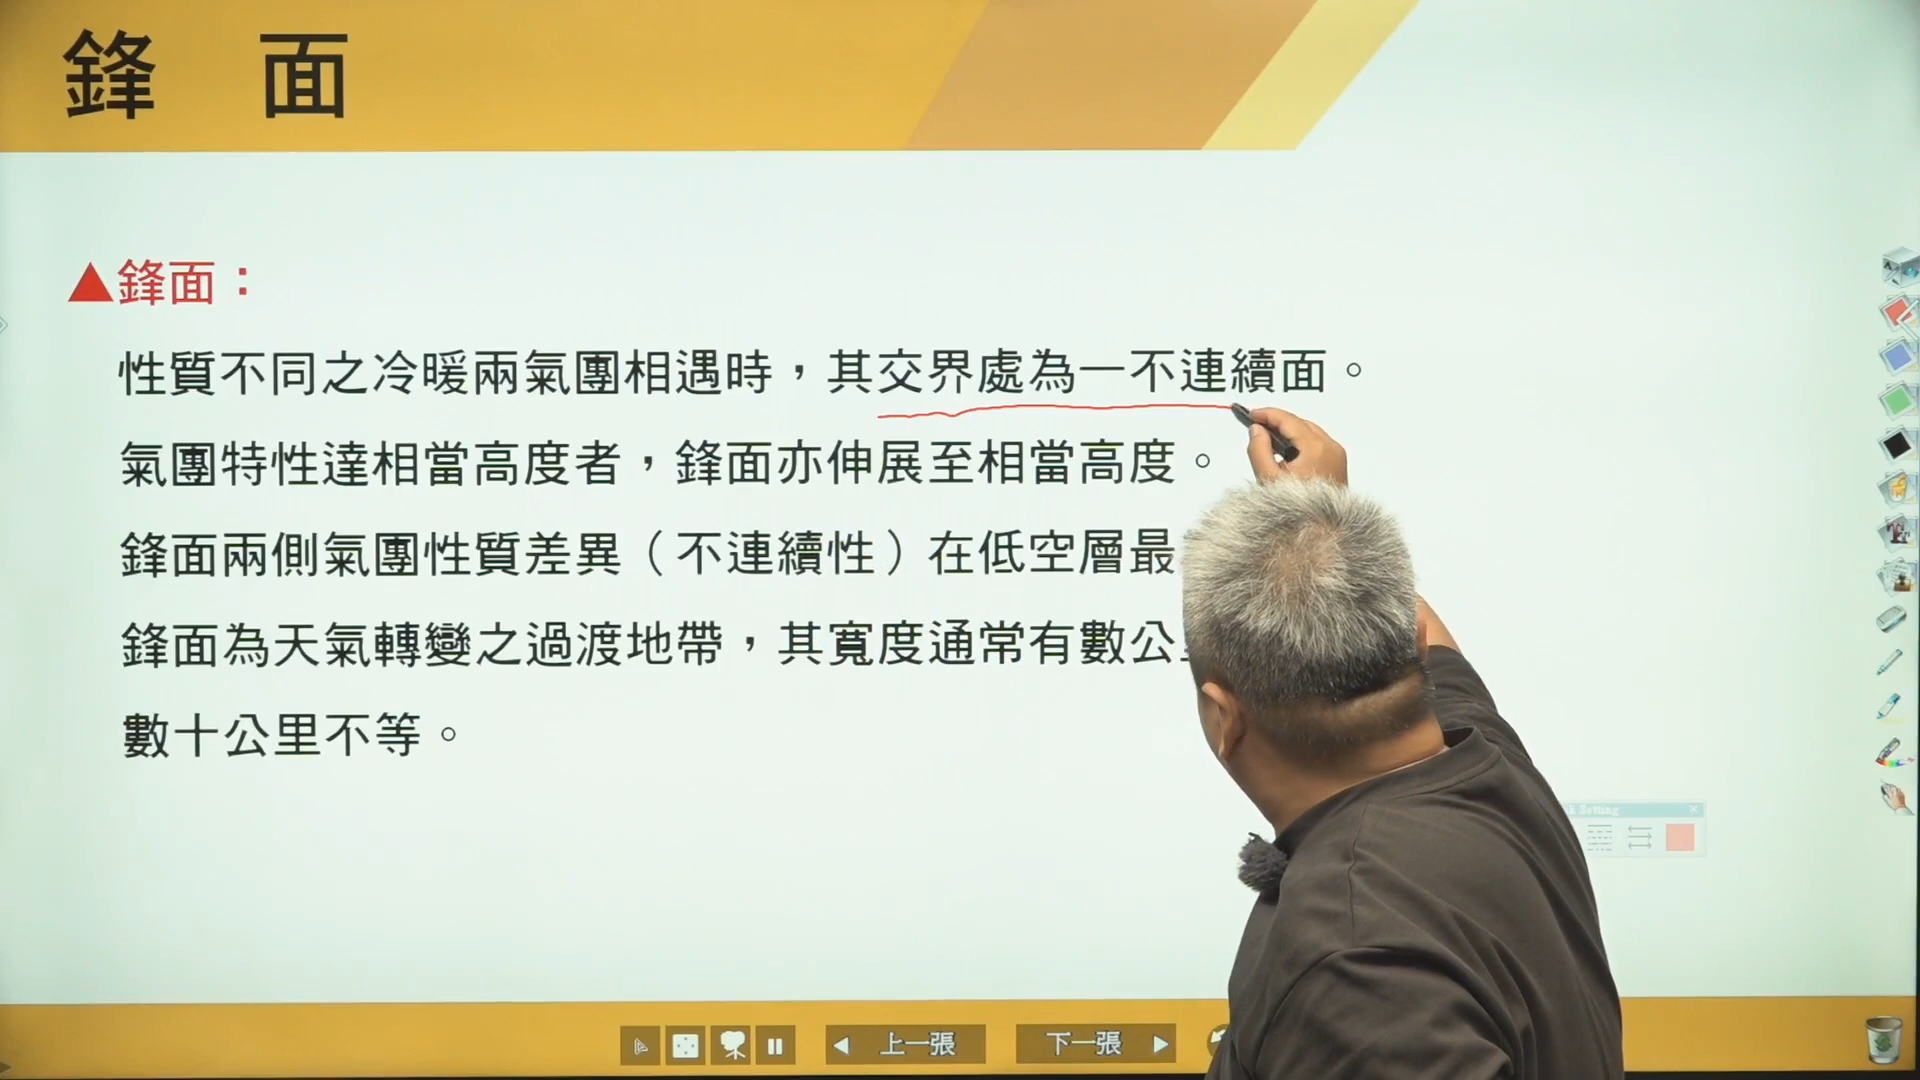 鋒 面
▲鋒面：
性質不同之冷暖兩氣團相遇時，其交界處為一不連續面。
氣團特性達相當高度者，鋒面亦伸展至相當高度。
鋒面兩側氣團性質差異（不連續性）在低空層最
鋒面為天氣轉變之過渡地帶，其寬度通常有數公
數十公里不等。
Setting
上一張
下一張